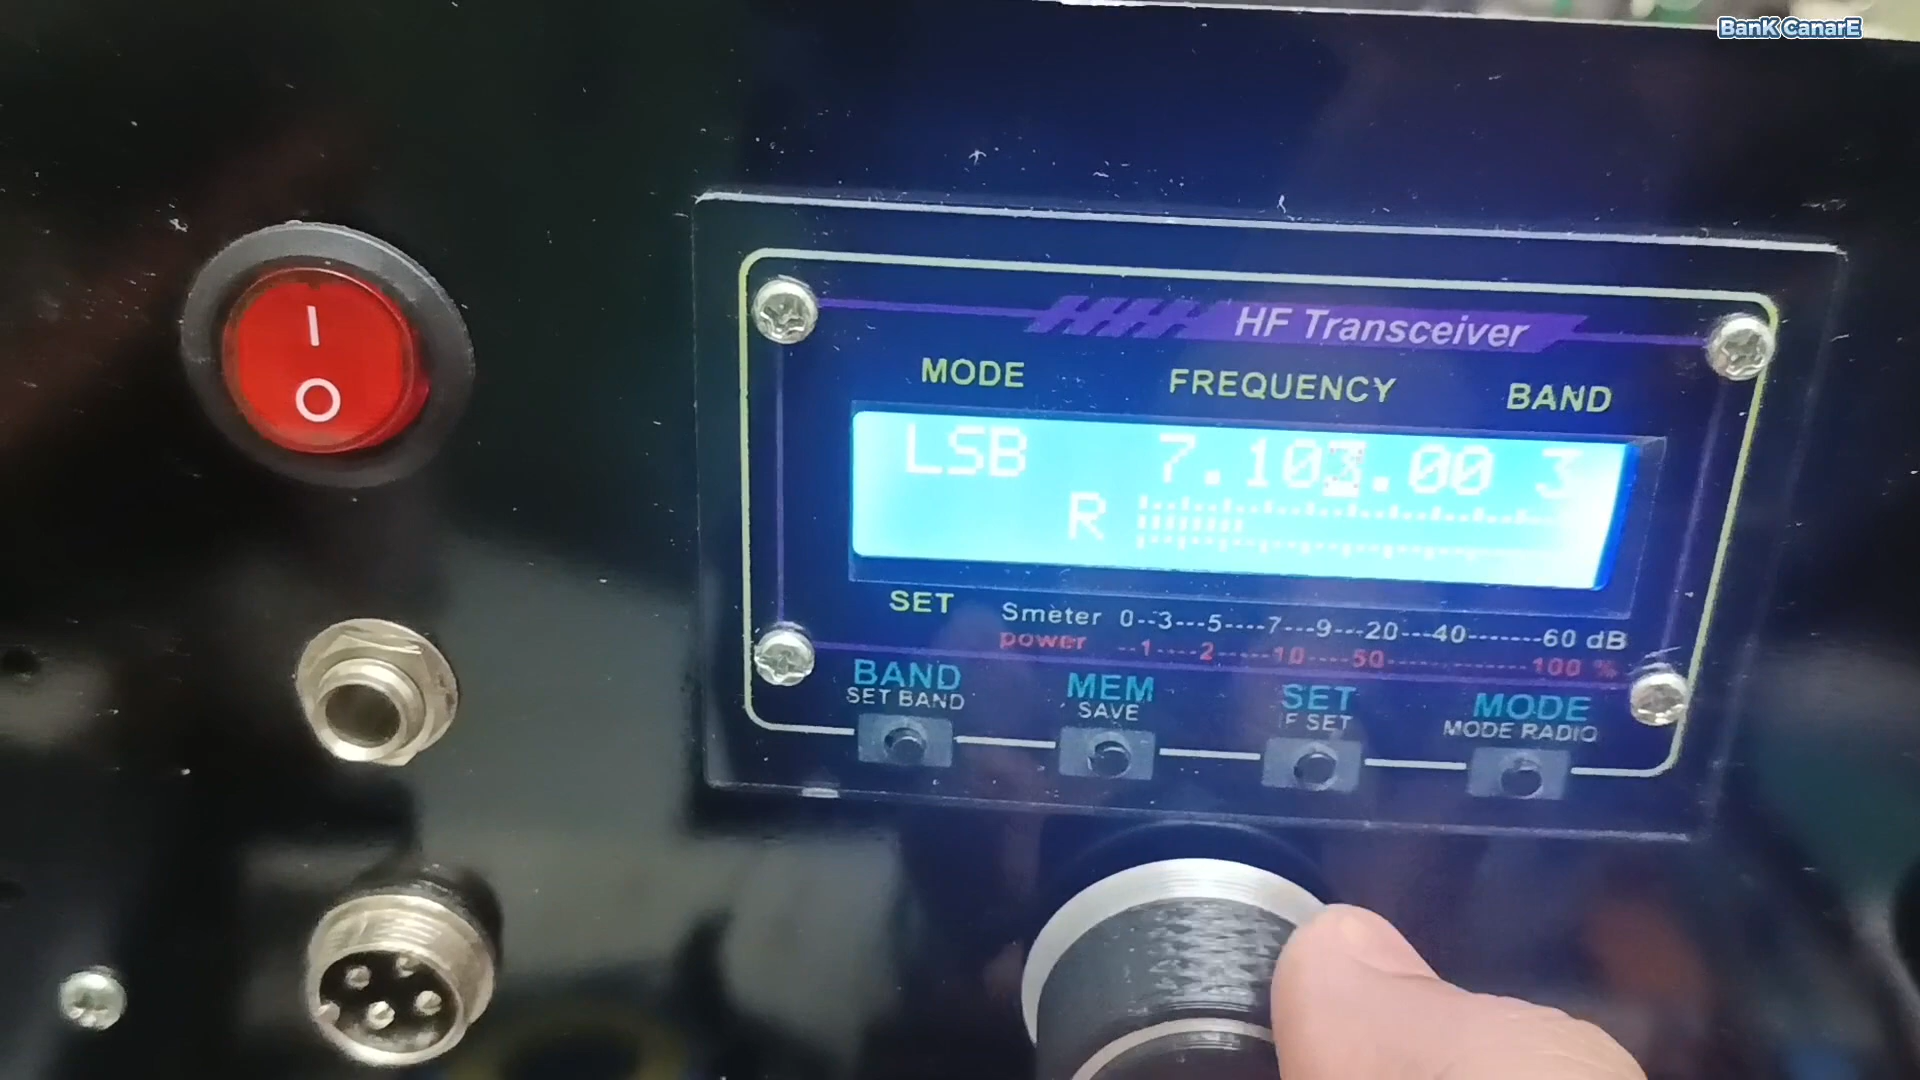 BanK CanarE
I
O
HF Transceiver
MODE FREQUENCY BAND
LSB 7.103.00 3
R
SET Smeter 0--3---5----7---9---20---40-------60 dB
power --1----2-----10----50--------------100 %
BAND MEM SET MODE
SET BAND SAVE IF SET MODE RADIO